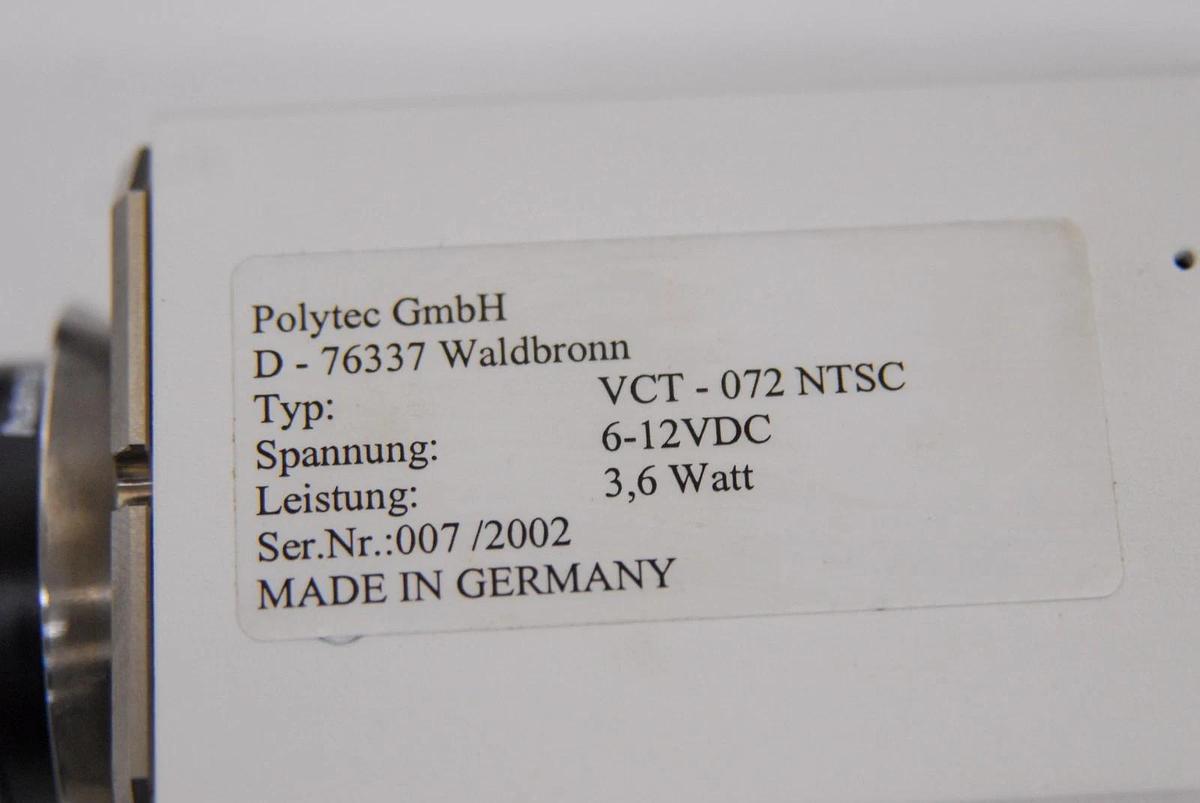 Polytec GmbH
D - 76337 Waldbronn
Typ: VCT - 072 NTSC
Spannung: 6-12VDC
Leistung: 3,6 Watt
Ser.Nr.:007 /2002
MADE IN GERMANY